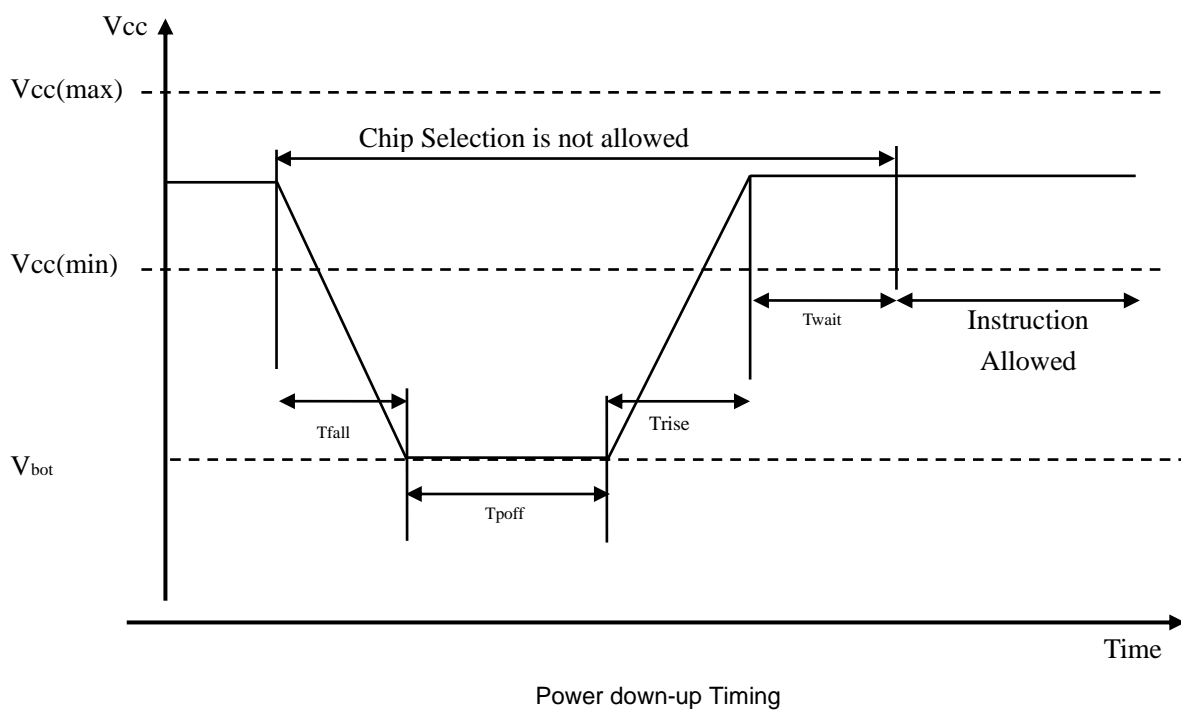 Vcc
Vcc(max)
Chip Selection is not allowed
Vcc(min)
Twait
Instruction
Allowed
Tfall
Trise
Vbot
Tpoff
Time
Power down-up Timing